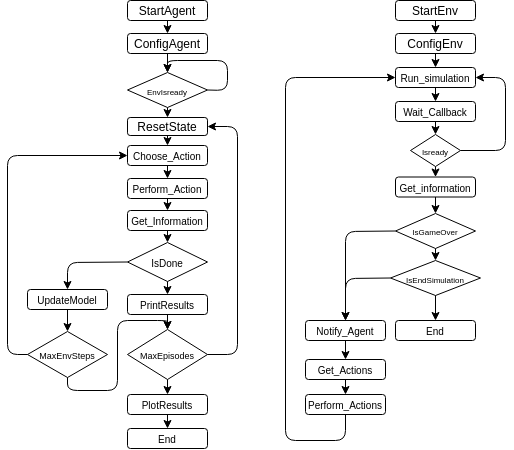 StartAgent
ConfigAgent
EnvIsready
ResetState
Choose_Action
Perform_Action
Get_Information
IsDone
UpdateModel
PrintResults
MaxEnvSteps
MaxEpisodes
PlotResults
End
StartEnv
ConfigEnv
Run_simulation
Wait_Callback
Isready
Get_information
IsGameOver
IsEndSimulation
Notify_Agent
End
Get_Actions
Perform_Actions